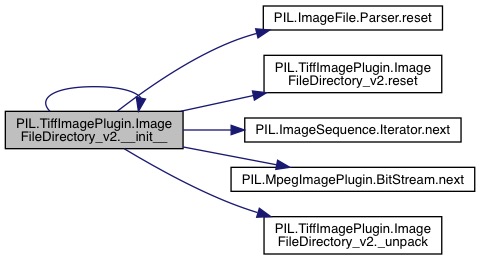 PIL.ImageFile.Parser.reset
PIL.TiffImagePlugin.Image
FileDirectory_v2.reset
PIL.TiffImagePlugin.Image
FileDirectory_v2.__init__
PIL.ImageSequence.Iterator.next
PIL.MpegImagePlugin.BitStream.next
PIL.TiffImagePlugin.Image
FileDirectory_v2._unpack